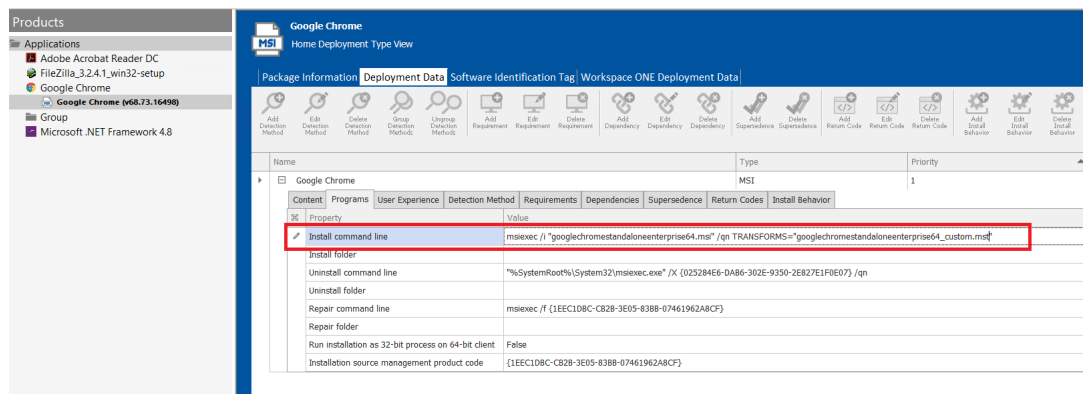 Products
Applications
Adobe Acrobat Reader DC
FileZilla_3.2.4.1_win32-setup
Google Chrome
Google Chrome (v68.73.16498)
Group
Microsoft .NET Framework 4.8
MSI
Google Chrome
Home Deployment Type View
Package Information Deployment Data Software Identification Tag Workspace ONE Deployment Data
Add Detection Method
Edit Detection Method
Delete Detection Method
Group Detection Methods
Ungroup Detection Methods
Add Requirement
Edit Requirement
Delete Requirement
Add Dependency
Edit Dependency
Delete Dependency
Add Supersedence
Delete Supersedence
Add Return Code
Edit Return Code
Delete Return Code
Add Install Behavior
Edit Install Behavior
Delete Install Behavior
Name Type Priority
Google Chrome MSI 1
Content Programs User Experience Detection Method Requirements Dependencies Supersedence Return Codes Install Behavior
Property Value
Install command line msiexec /i "googlechromestandaloneenterprise64.msi" /qn TRANSFORMS="googlechromestandaloneenterprise64_custom.mst"
Install folder
Uninstall command line "%SystemRoot%\System32\msiexec.exe" /X {025284E6-DAB6-302E-9350-2E827E1F0E07} /qn
Uninstall folder
Repair command line msiexec /f {1EEC1DBC-C82B-3E05-83BB-07461962A8CF}
Repair folder
Run installation as 32-bit process on 64-bit client False
Installation source management product code {1EEC1DBC-C82B-3E05-83BB-07461962A8CF}